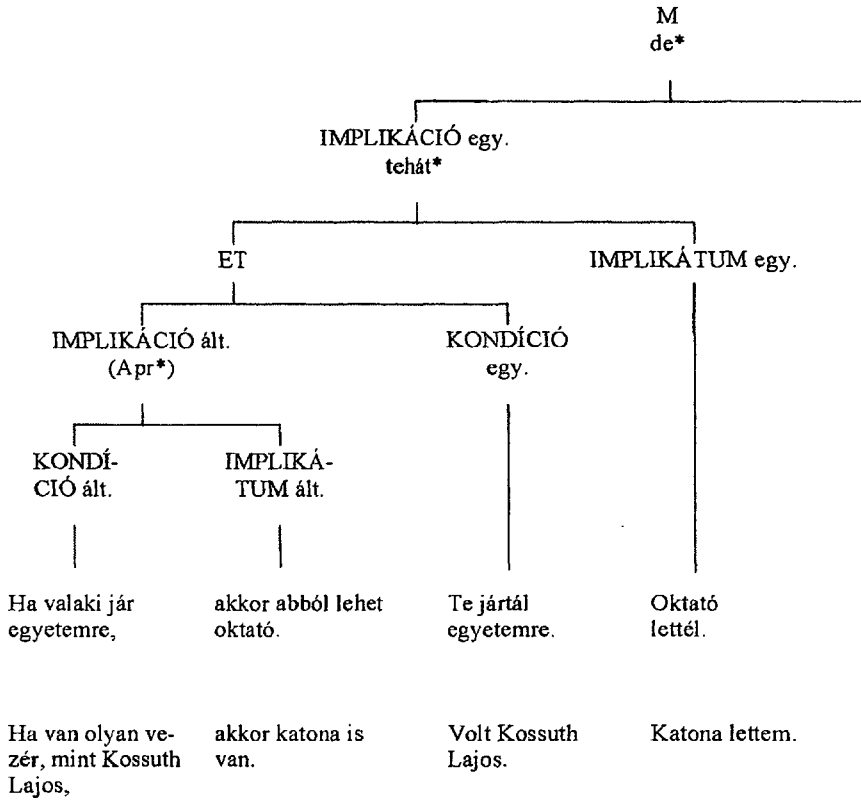 M
de*
IMPLIKÁCIÓ egy.
tehát*
ET
IMPLIKÁTUM egy.
IMPLIKÁCIÓ ált.
(Apr*)
KONDÍCIÓ
egy.
KONDÍ-
CIÓ ált.
IMPLIKÁ-
TUM ált.
Ha valaki jár
egyetemre,
akkor abból lehet
oktató.
Te jártál
egyetemre.
Oktató
lettél.
Ha van olyan ve-
zér, mint Kossuth
Lajos,
akkor katona is
van.
Volt Kossuth
Lajos.
Katona lettem.